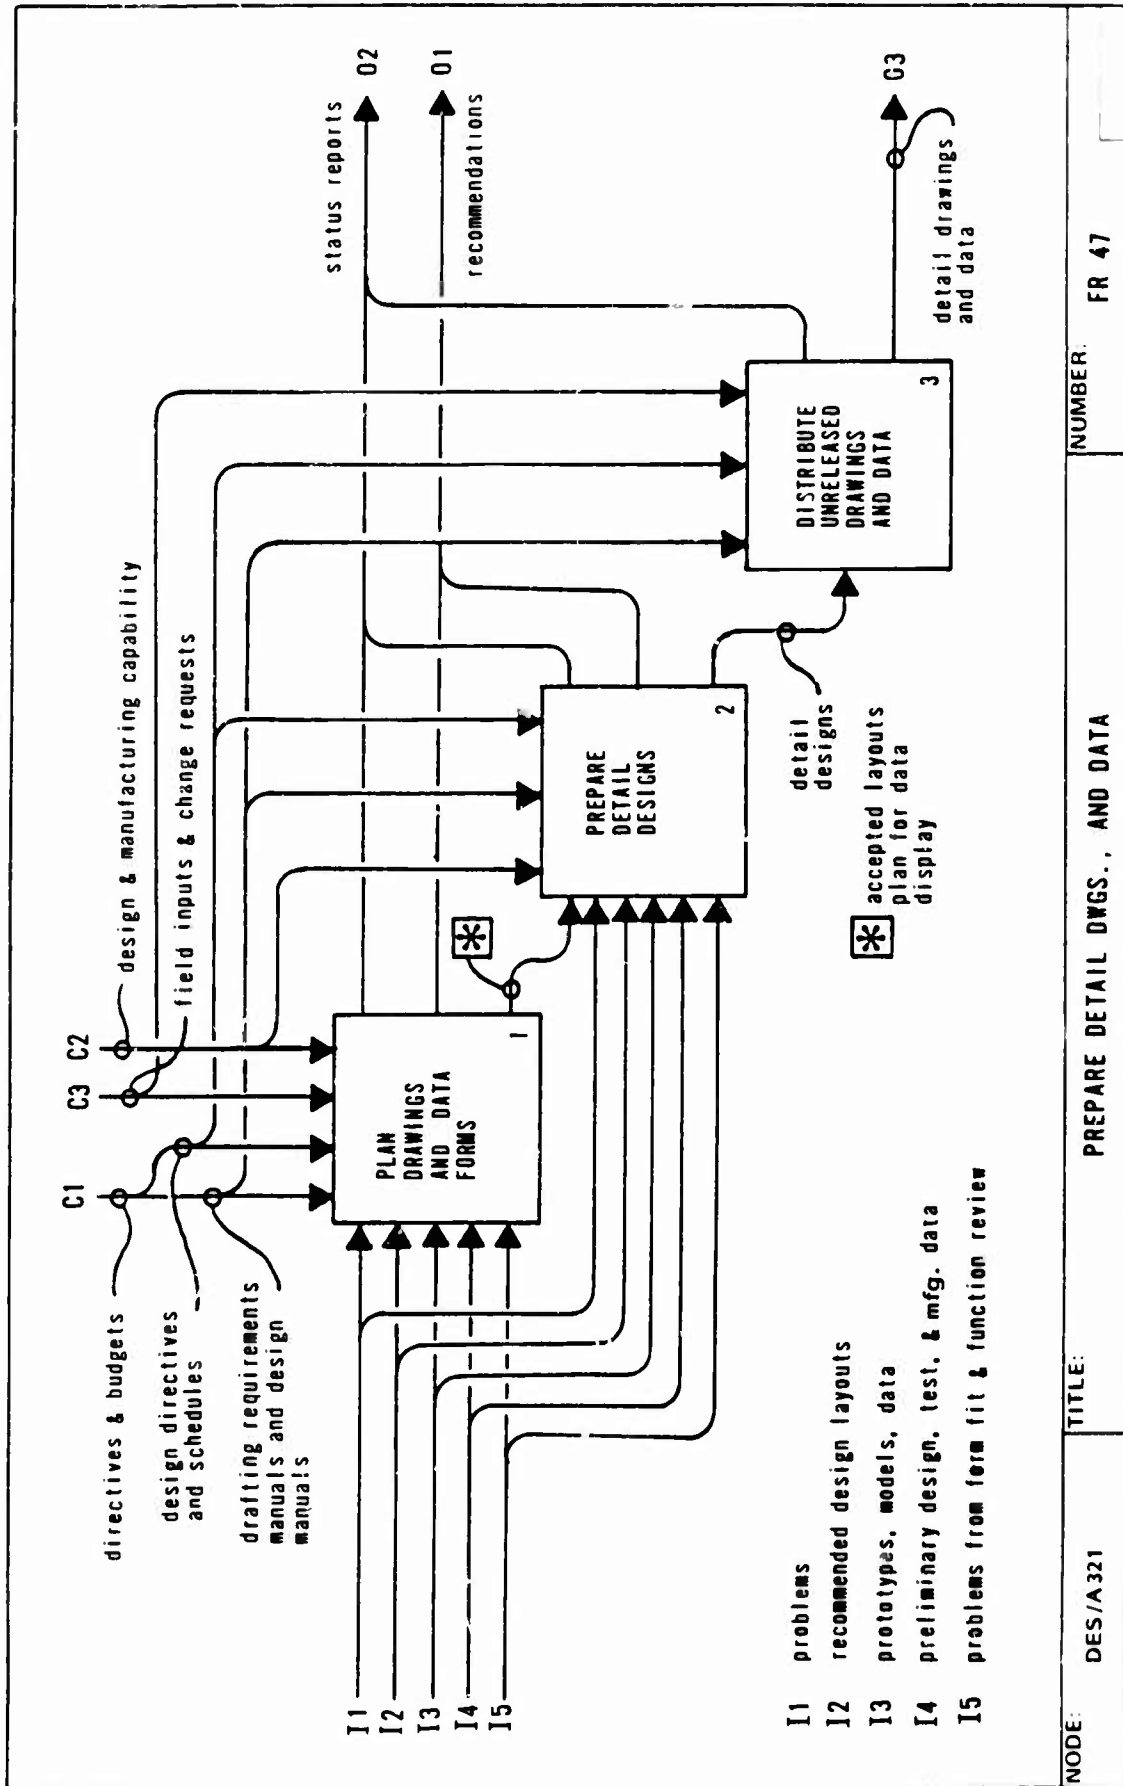 C1
C3
C2
directives & budgets
design directives
and schedules
drafting requirements
manuals and design
manuals
design & manufacturing capability
field inputs & change requests
status reports
O2
O1
recommendations
I1
I2
I3
I4
I5
PLAN
DRAWINGS
AND DATA
FORMS
1
*
PREPARE
DETAIL
DESIGNS
2
DISTRIBUTE
UNRELEASED
DRAWINGS
AND DATA
3
O3
detail drawings
and data
detail
designs
* accepted layouts
plan for data
display
I1 problems
I2 recommended design layouts
I3 prototypes, models, data
I4 preliminary design, test, & mfg. data
I5 problems from form fit & function review
NODE: DES/A321
TITLE: PREPARE DETAIL DWGS., AND DATA
NUMBER: FR 47